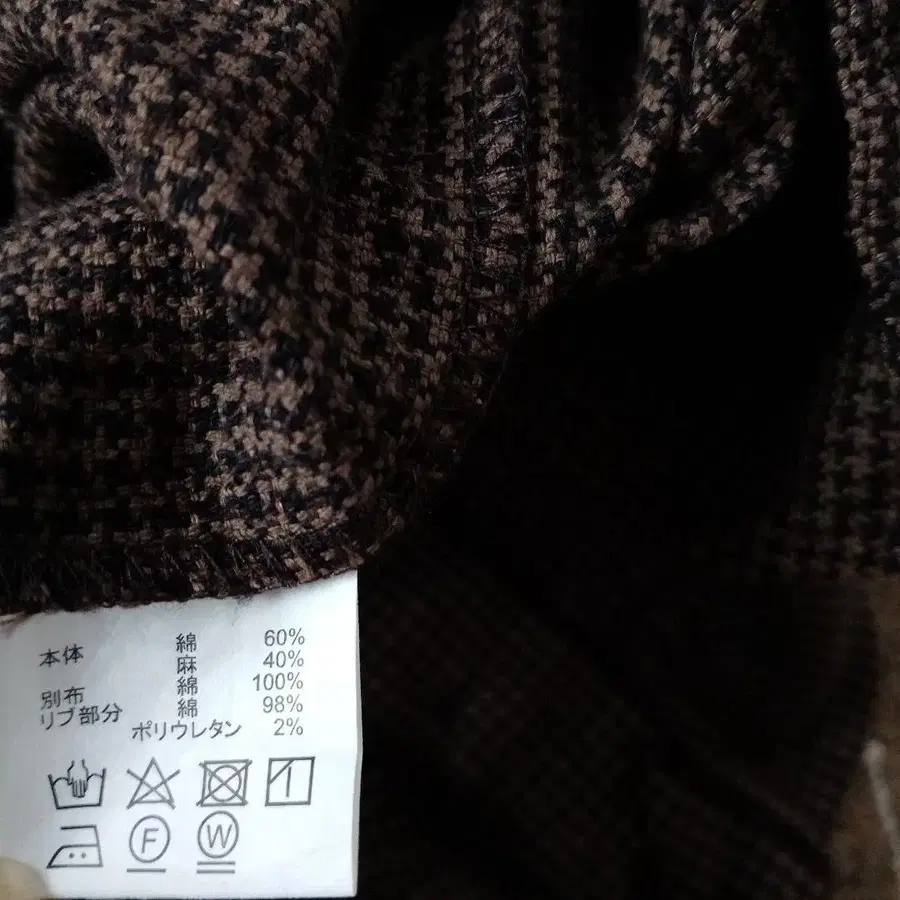 本体 綿 60%
麻 40%
別布 綿 100%
リブ部分 綿 98%
ポリウレタン 2%
F W